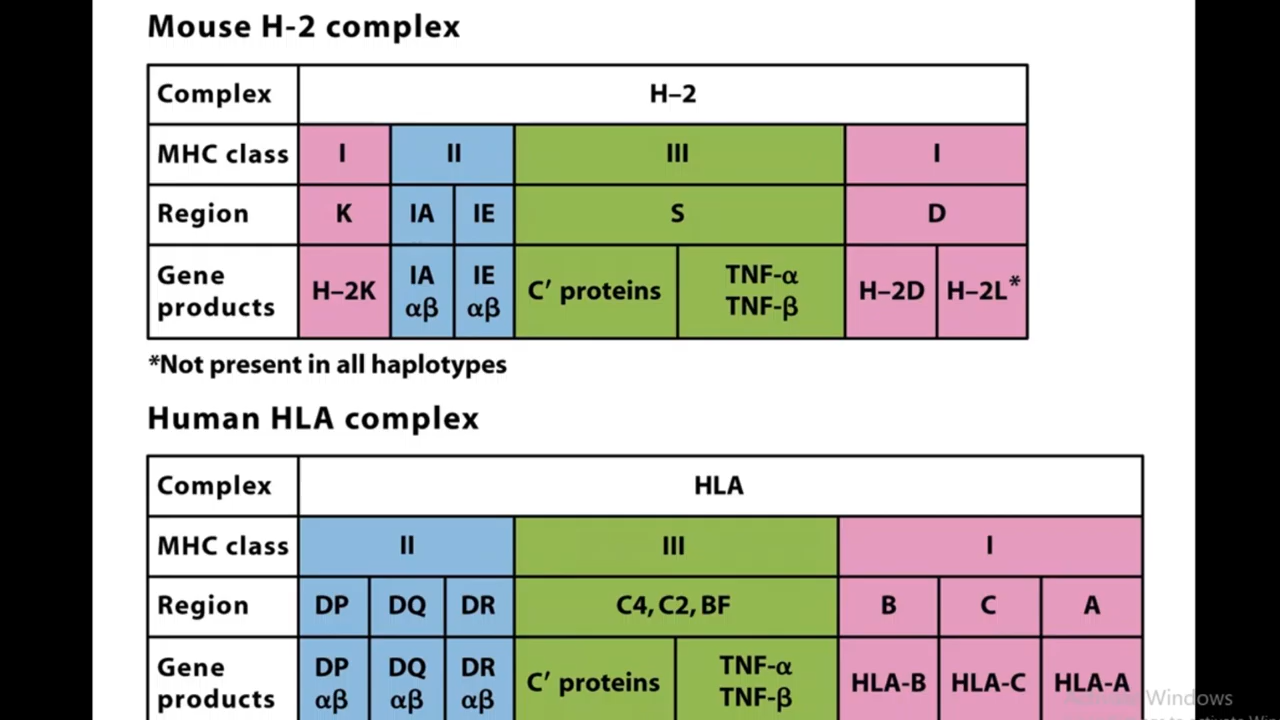 Mouse H-2 complex
Complex H–2
MHC class I II III I
Region K IA IE S D
Gene products H–2K IA αβ IE αβ C′ proteins TNF-α TNF-β H–2D H–2L*
*Not present in all haplotypes
Human HLA complex
Complex HLA
MHC class II III I
Region DP DQ DR C4, C2, BF B C A
Gene products DP αβ DQ αβ DR αβ C′ proteins TNF-α TNF-β HLA-B HLA-C HLA-A
Windows